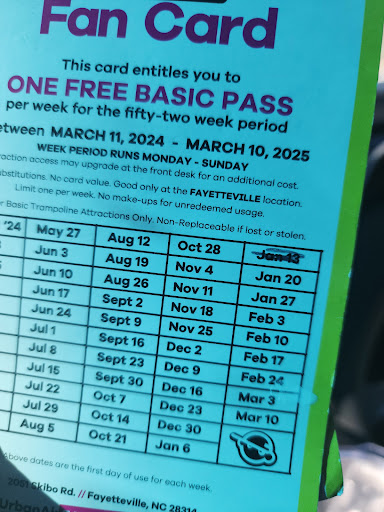 Fan Card
This card entitles you to
ONE FREE BASIC PASS
per week for the fifty-two week period
etween MARCH 11, 2024 - MARCH 10, 2025
WEEK PERIOD RUNS MONDAY - SUNDAY
action access may upgrade at the front desk for an additional cost.
ubstitutions. No card value. Good only at the FAYETTEVILLE location.
Limit one per week. No make-ups for unredeemed usage.
r Basic Trampoline Attractions Only. Non-Replaceable if lost or stolen.
'24 May 27 Aug 12 Oct 28 Jan 13
Jun 3 Aug 19 Nov 4 Jan 20
Jun 10 Aug 26 Nov 11 Jan 27
Jun 17 Sept 2 Nov 18 Feb 3
Jun 24 Sept 9 Nov 25 Feb 10
Jul 1 Sept 16 Dec 2 Feb 17
Jul 8 Sept 23 Dec 9 Feb 24
Jul 15 Sept 30 Dec 16 Mar 3
Jul 22 Oct 7 Dec 23 Mar 10
Jul 29 Oct 14 Dec 30
Aug 5 Oct 21 Jan 6
Above dates are the first day of use for each week.
2051 Skibo Rd. // Fayetteville, NC 28314